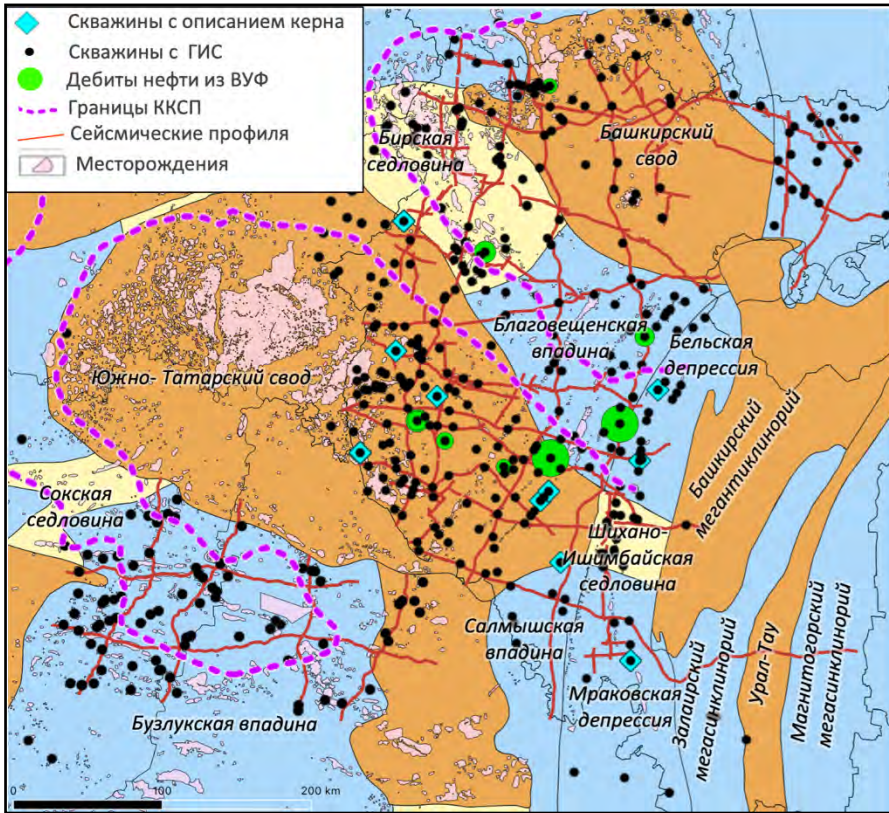 Скважины с описанием керна
Скважины с ГИС
Дебиты нефти из ВУФ
Границы ККСП
Сейсмические профиля
Месторождения
Бирская
седловина
Башкирский
свод
Благовещенская
впадина
Бельская
депрессия
Южно- Татарский свод
Башкирский
мегантиклинорий
Сокская
седловина
Шихано-
Ишимбайская
седловина
Салмышская
впадина
Мраковская
депрессия
Бузлукская впадина
Залаирский
мегасинклинорий
Урал-Тау
Магнитогорский
мегасинклинорий
0 100 200 km